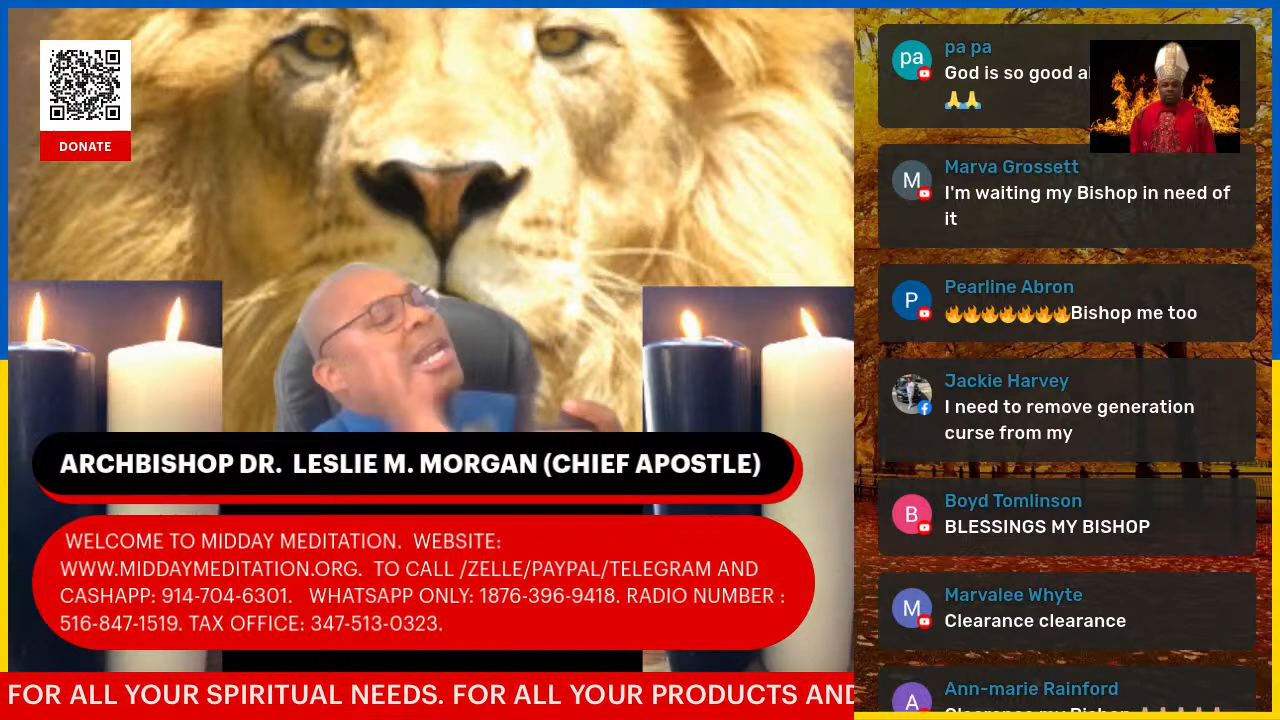 DONATE
ARCHBISHOP DR. LESLIE M. MORGAN (CHIEF APOSTLE)
WELCOME TO MIDDAY MEDITATION. WEBSITE:
WWW.MIDDAYMEDITATION.ORG. TO CALL /ZELLE/PAYPAL/TELEGRAM AND
CASHAPP: 914-704-6301. WHATSAPP ONLY: 1876-396-9418. RADIO NUMBER :
516-847-1519. TAX OFFICE: 347-513-0323.
FOR ALL YOUR SPIRITUAL NEEDS. FOR ALL YOUR PRODUCTS AND
pa
pa pa
God is so good
🙏🙏
M
Marva Grossett
I'm waiting my Bishop in need of
it
P
Pearline Abron
🔥🔥🔥🔥🔥🔥🔥Bishop me too
Jackie Harvey
I need to remove generation
curse from my
B
Boyd Tomlinson
BLESSINGS MY BISHOP
M
Marvalee Whyte
Clearance clearance
A
Ann-marie Rainford
Clearance my Bishop